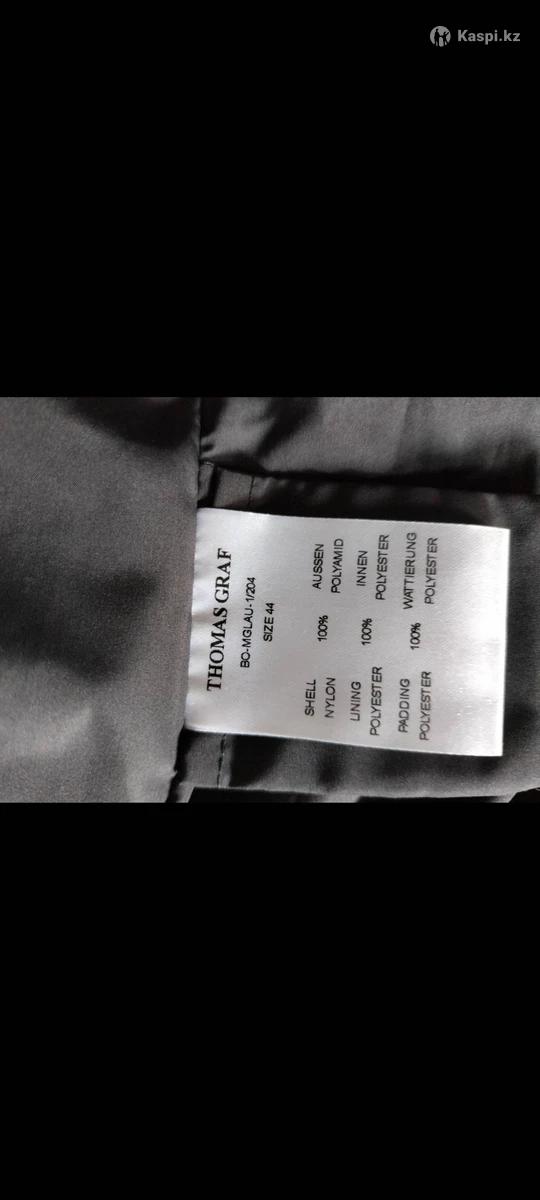 Kaspi.kz
THOMAS GRAF
BO-MGLAU-1/204
SIZE 44
SHELL 100% AUSSEN
NYLON POLYAMID
LINING 100% INNEN
POLYESTER POLYESTER
PADDING 100% WATTIERUNG
POLYESTER POLYESTER